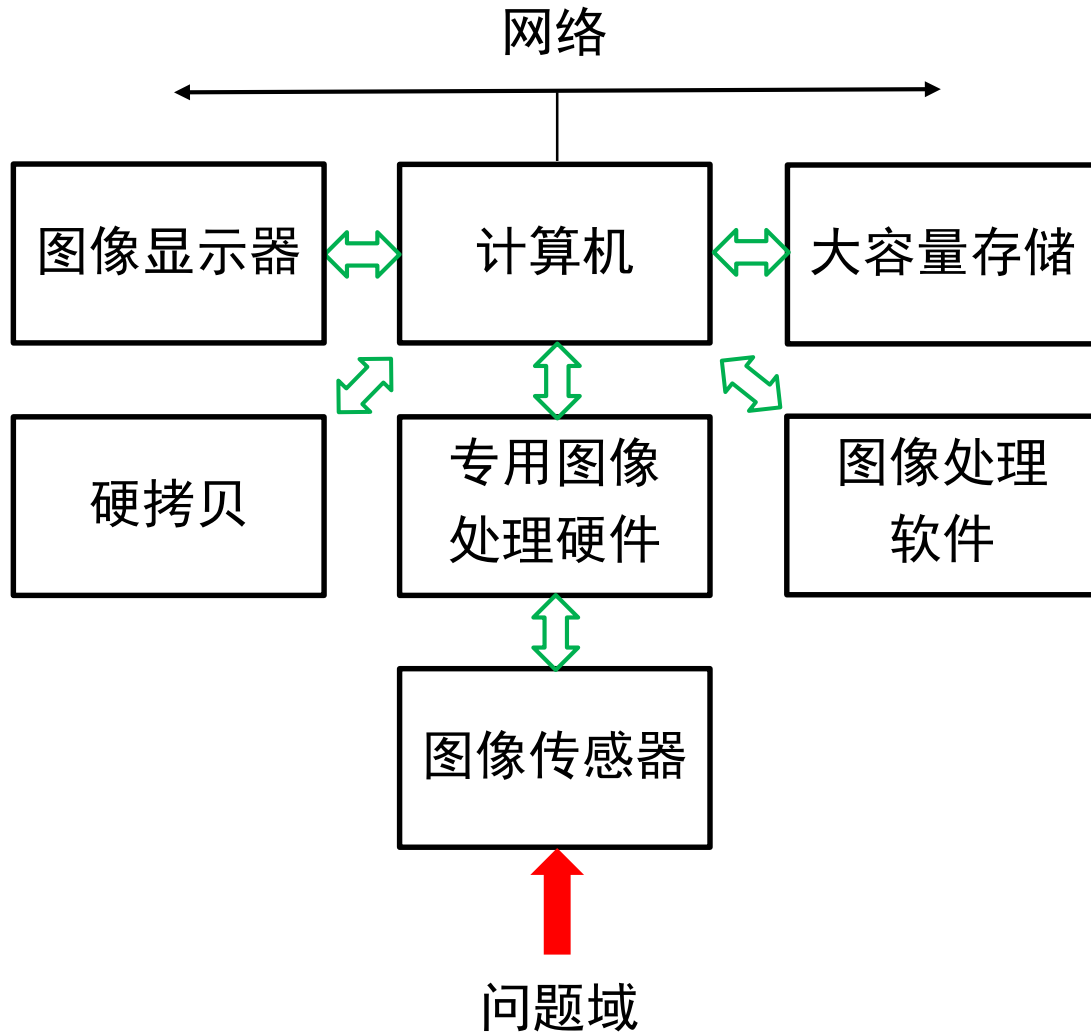 网络
图像显示器
计算机
大容量存储
硬拷贝
专用图像
处理硬件
图像处理
软件
图像传感器
问题域